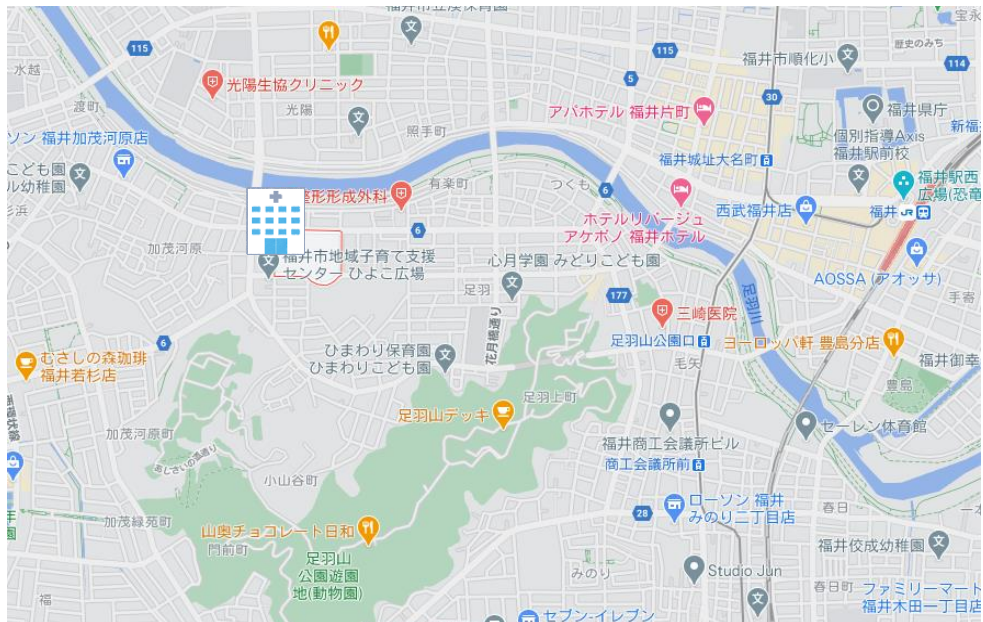 福井市立湊保育園
宝永
歴史のみち
115
115
福井市順化小
114
水越
光陽生協クリニック
5
30
渡町
光陽
アパホテル 福井片町
福井県庁
照手町
新福井
ソン 福井加茂河原店
個別指導Axis
福井駅前校
こども園
ル幼稚園
福井城址大名町
有楽町
つくも
6
福井駅西
広場(恐竜
整形形成外科
西武福井店
福井
JR
ホテルリバージュ
アケボノ 福井ホテル
加茂河原
6
福井市地域子育て支援
センター ひよこ広場
心月学園 みどりこども園
足羽
177
足羽川
AOSSA (アオッサ)
手寄
三崎医院
花月橋通り
6
足羽山公園口
ヨーロッパ軒 豊島分店
むさしの森珈琲
福井若杉店
ひまわり保育園
ひまわりこども園
毛矢
福井御幸
豊島
足羽上町
足羽山デッキ
福井商工会議所ビル
セーレン体育館
加茂河原町
あじさいの道通り
商工会議所前
小山谷町
ローソン 福井
みのり二丁目店
春日
28
加茂緑苑町
山奥チョコレート日和
門前町
福井佼成幼稚園
足羽山
公園遊園
地(動物園)
みのり
Studio Jun
春日町
ファミリーマート
福井木田一丁目店
福
セブン-イレブン